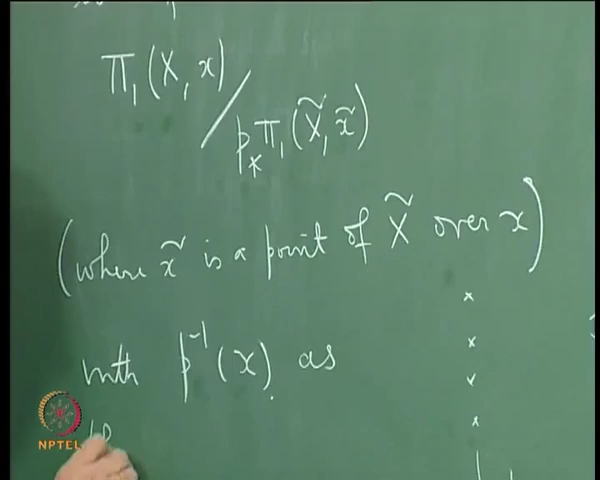 Π₁(X, x) / p_* Π₁(X̃, x̃)
(where x̃ is a point of X̃ over x)
with p⁻¹(x) as
NPTEL